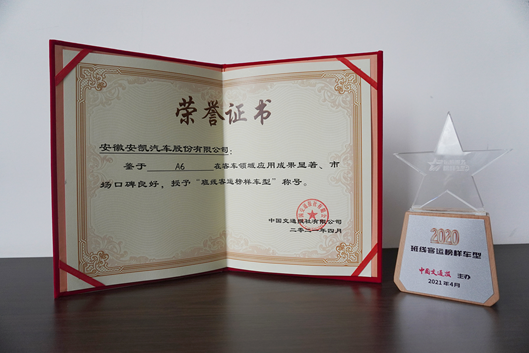 荣誉证书
安徽安凯汽车股份有限公司：
鉴于 A6 在客车领域应用成果显著、市
场口碑良好，授予“班线客运榜样车型”称号。
中国交通报社有限公司
二〇二一年四月
2020
班线客运榜样车型
中国交通报 主办
2021年4月